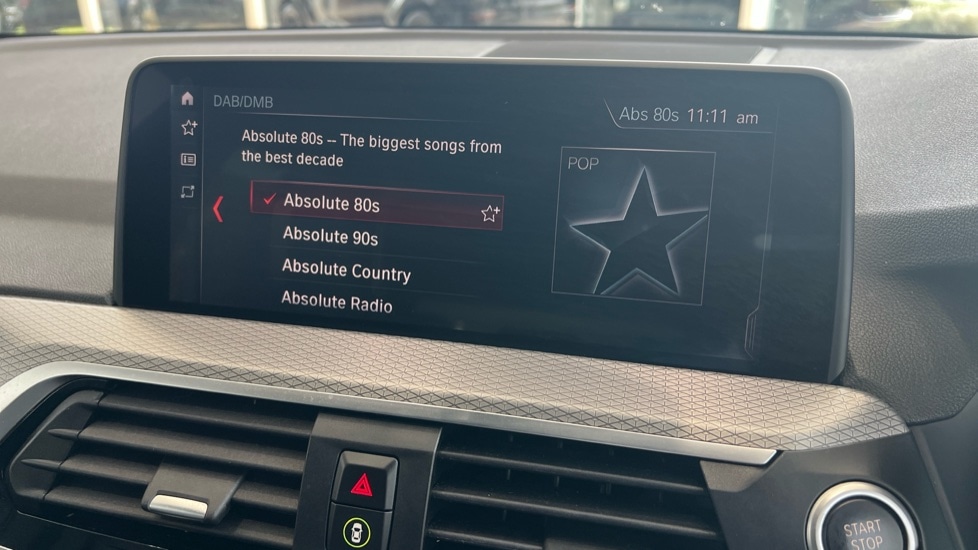 DAB/DMB
Abs 80s 11:11 am
Absolute 80s -- The biggest songs from
the best decade
POP
Absolute 80s
Absolute 90s
Absolute Country
Absolute Radio
START
STOP